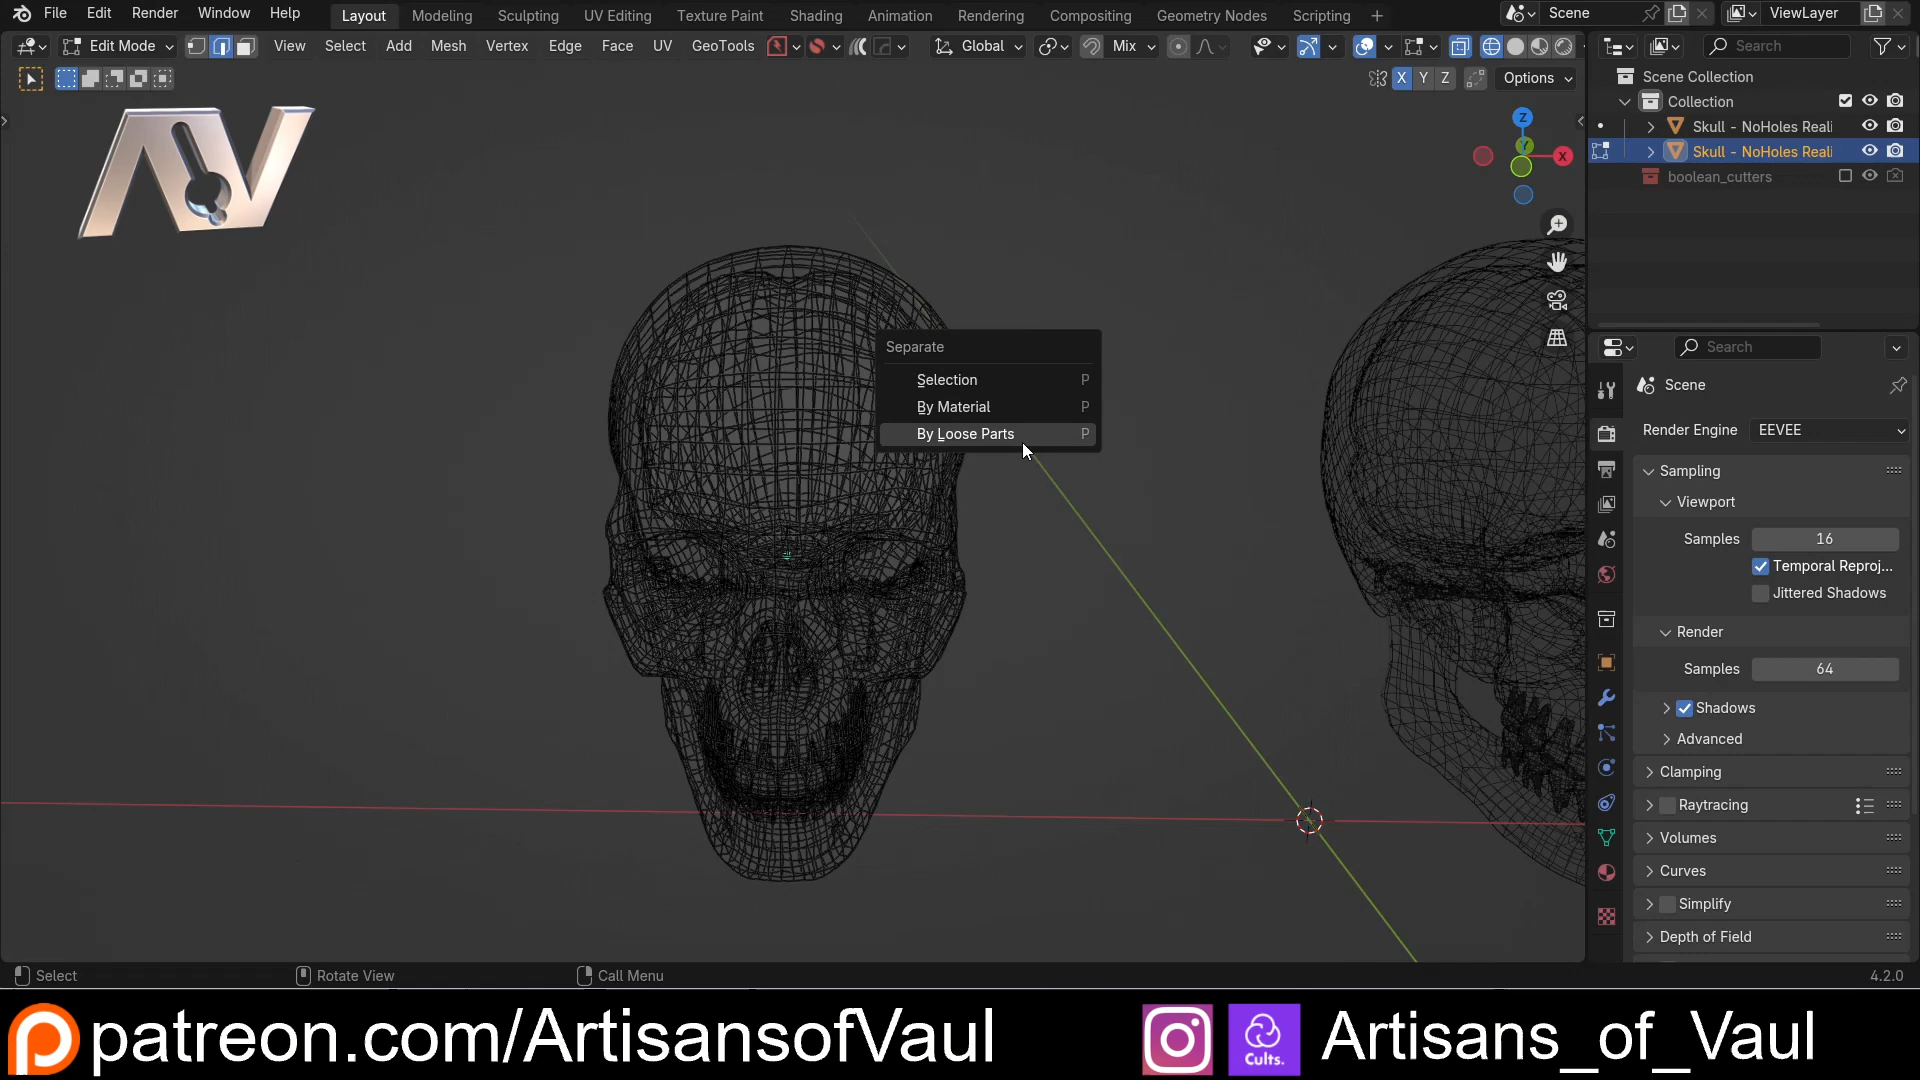 File Edit Render Window Help Layout Modeling Sculpting UV Editing Texture Paint Shading Animation Rendering Compositing Geometry Nodes Scripting + Scene ViewLayer
Edit Mode View Select Add Mesh Vertex Edge Face UV GeoTools Global Mix Search
X Y Z Options
Scene Collection
Collection
Skull - NoHoles Reali
Skull - NoHoles Reali
boolean_cutters
Z
Y
X
AV
Separate
Selection P
By Material P
By Loose Parts P
Search
Scene
Render Engine EEVEE
Sampling
Viewport
Samples 16
Temporal Reproj...
Jittered Shadows
Render
Samples 64
Shadows
Advanced
Clamping
Raytracing
Volumes
Curves
Simplify
Depth of Field
Select Rotate View Call Menu 4.2.0
patreon.com/ArtisansofVaul Cults. Artisans_of_Vaul